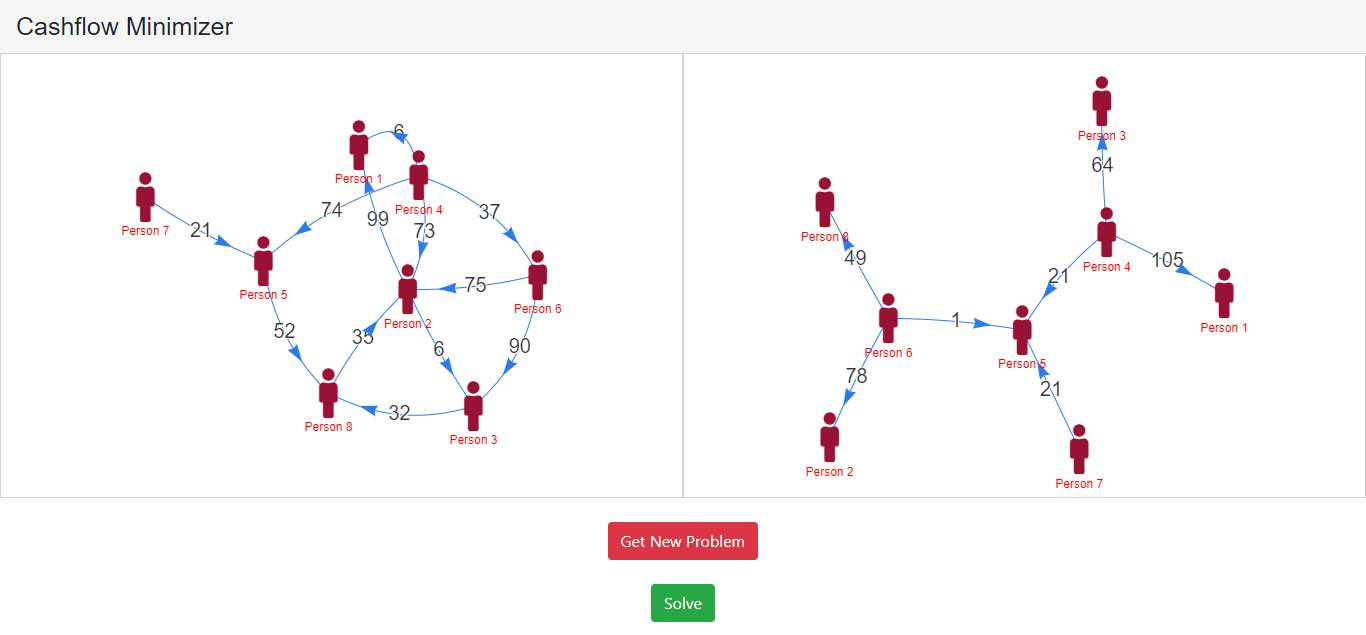 Cashflow Minimizer
6
Person 1
74
99
Person 4
37
73
Person 7
21
Person 5
75
Person 6
Person 2
52
35
6
90
32
Person 8
Person 3
Person 3
64
Person 8
49
105
Person 4
21
Person 1
1
Person 6
Person 5
78
21
Person 2
Person 7
Get New Problem
Solve